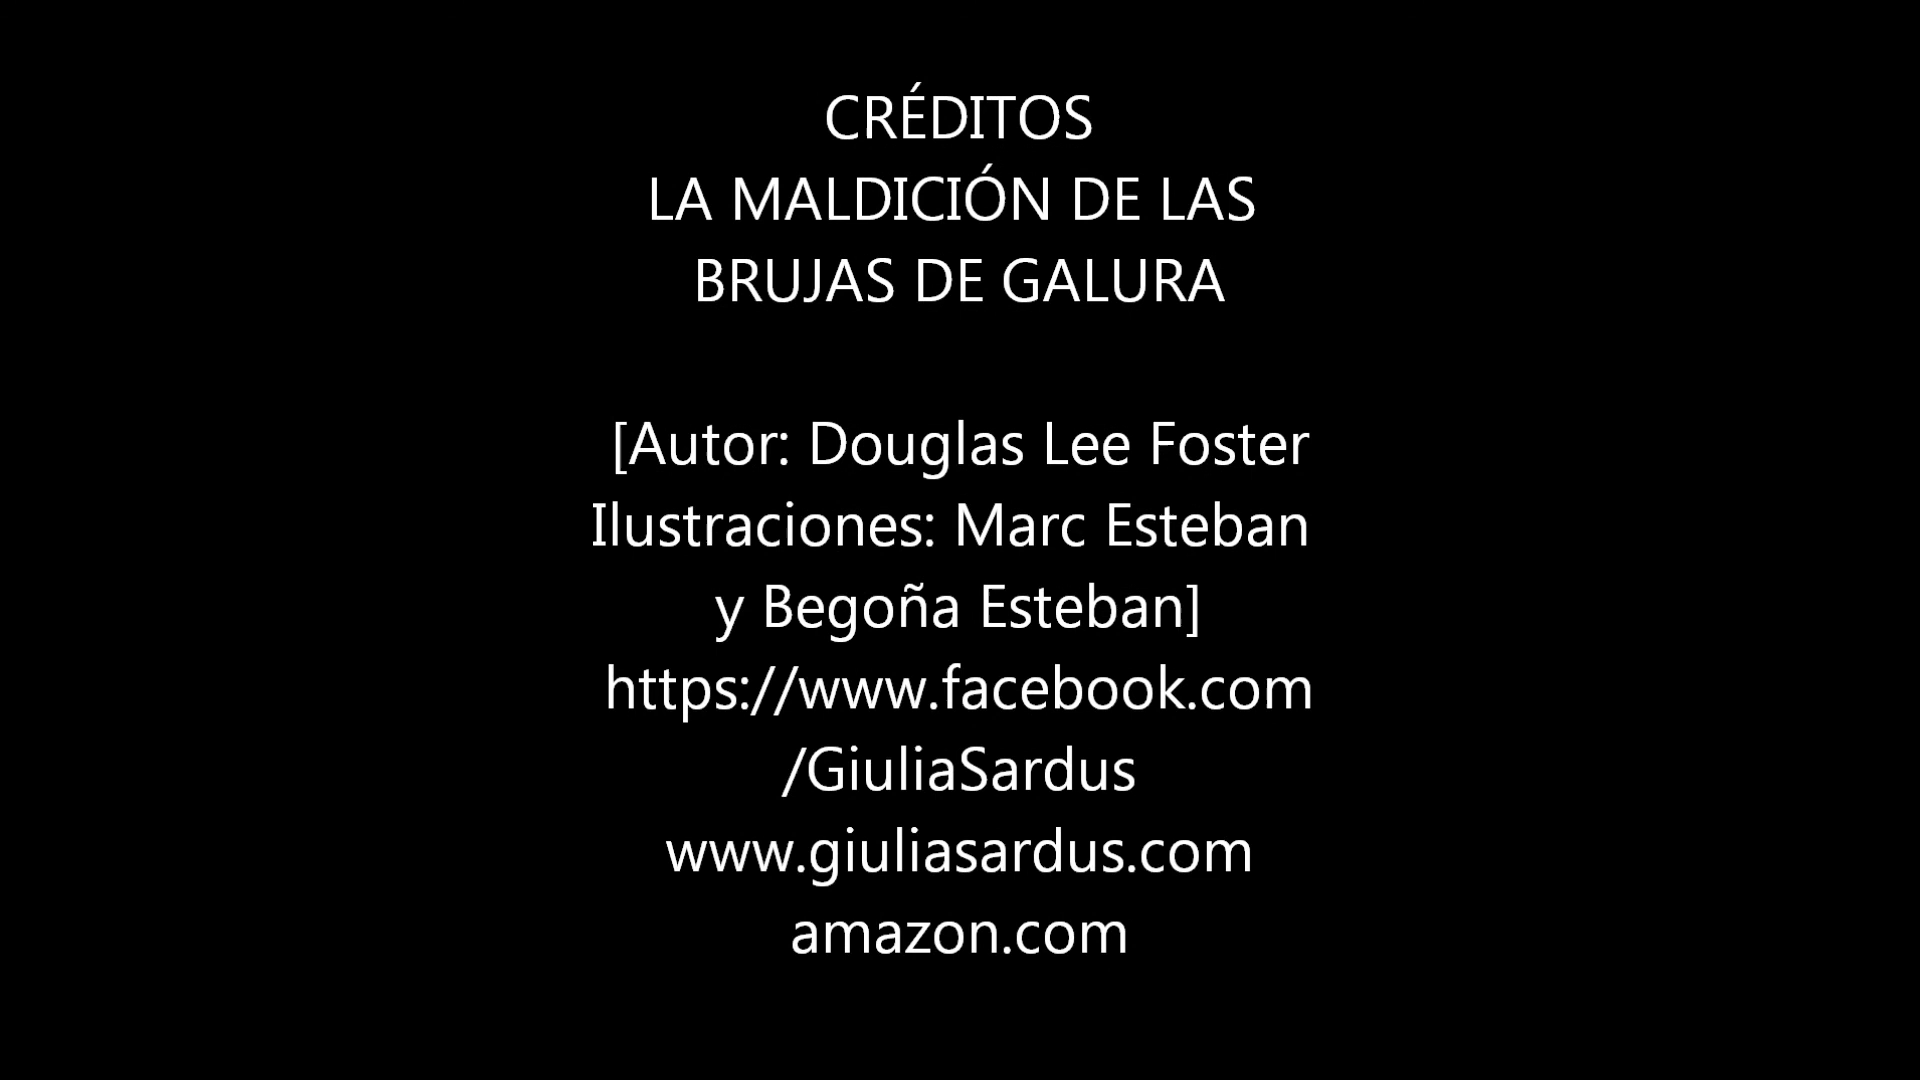 CRÉDITOS
LA MALDICIÓN DE LAS
BRUJAS DE GALURA
[Autor: Douglas Lee Foster
Ilustraciones: Marc Esteban
y Begoña Esteban]
https://www.facebook.com
/GiuliaSardus
www.giuliasardus.com
amazon.com